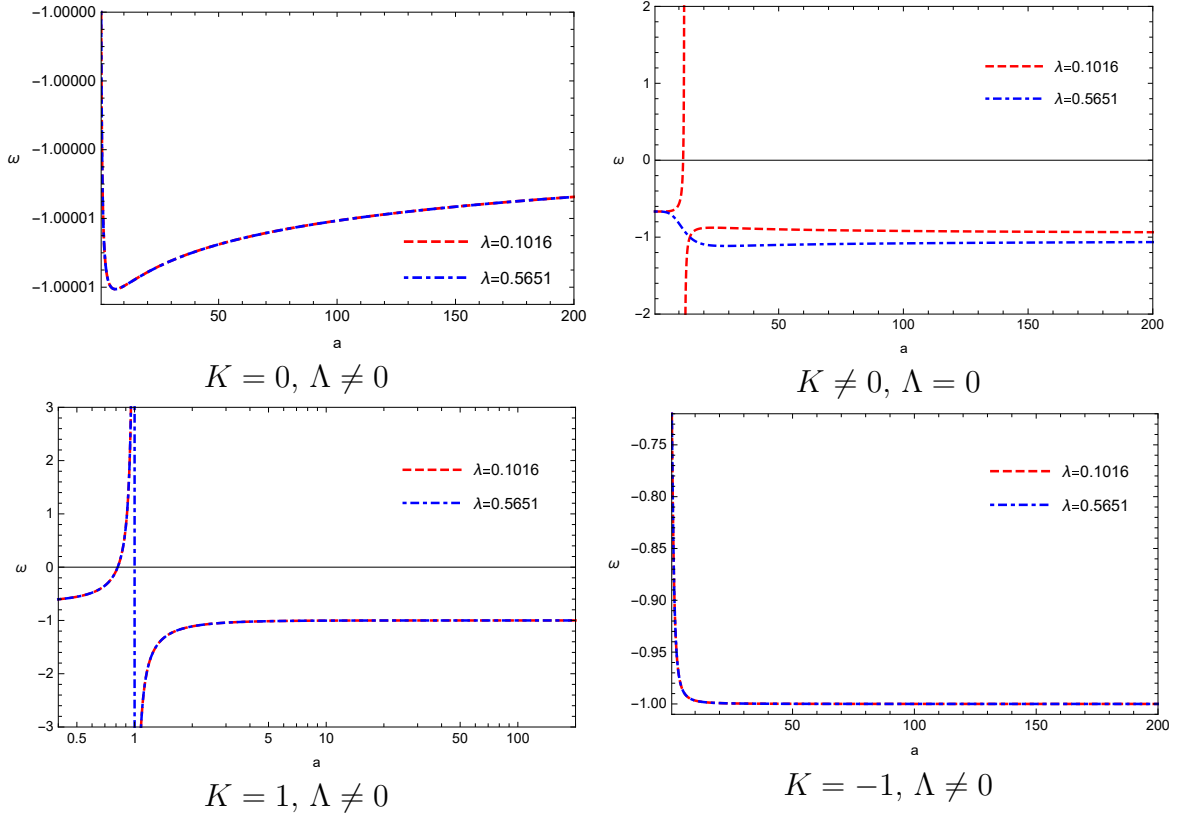 -1.00000
-1.00000
-1.00000
-1.00001
-1.00001
ω
50
100
150
200
a
λ=0.1016
λ=0.5651
K = 0, Λ ≠ 0
2
1
0
-1
-2
ω
50
100
150
200
a
λ=0.1016
λ=0.5651
K ≠ 0, Λ = 0
3
2
1
0
-1
-2
-3
ω
0.5
1
5
10
50
100
a
λ=0.1016
λ=0.5651
K = 1, Λ ≠ 0
-0.75
-0.80
-0.85
-0.90
-0.95
-1.00
ω
50
100
150
200
a
λ=0.1016
λ=0.5651
K = −1, Λ ≠ 0